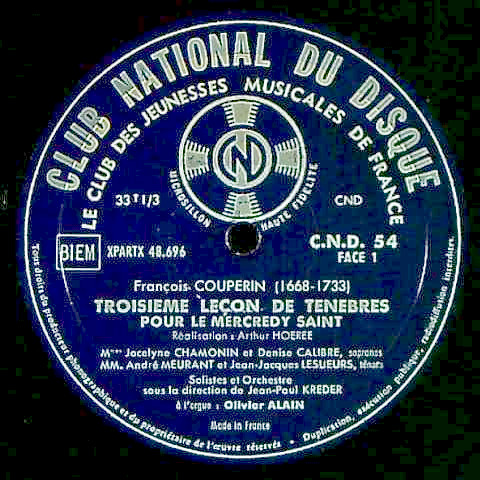 CLUB NATIONAL DU DISQUE
LE CLUB DES JEUNESSES MUSICALES DE FRANCE
CND
MICROSILLON
HAUTE FIDELITE
33 T 1/3
CND
BIEM
XPARTX 48.696
C.N.D. 54
FACE 1
François COUPERIN (1668-1733)
TROISIEME LEÇON DE TENEBRES
POUR LE MERCREDY SAINT
Réalisation : Arthur HOEREE
Mmes Jocelyne CHAMONIN et Denise CALIBRE, sopranos
MM. André MEURANT et Jean-Jacques LESUEURS, ténors
Solistes et Orchestre
sous la direction de Jean-Paul KREDER
à l'orgue : Olivier ALAIN
Made in France
Tous droits du producteur phonographique et du propriétaire de l'œuvre réservés • Duplication, exécution publique, radiodiffusion interdites.